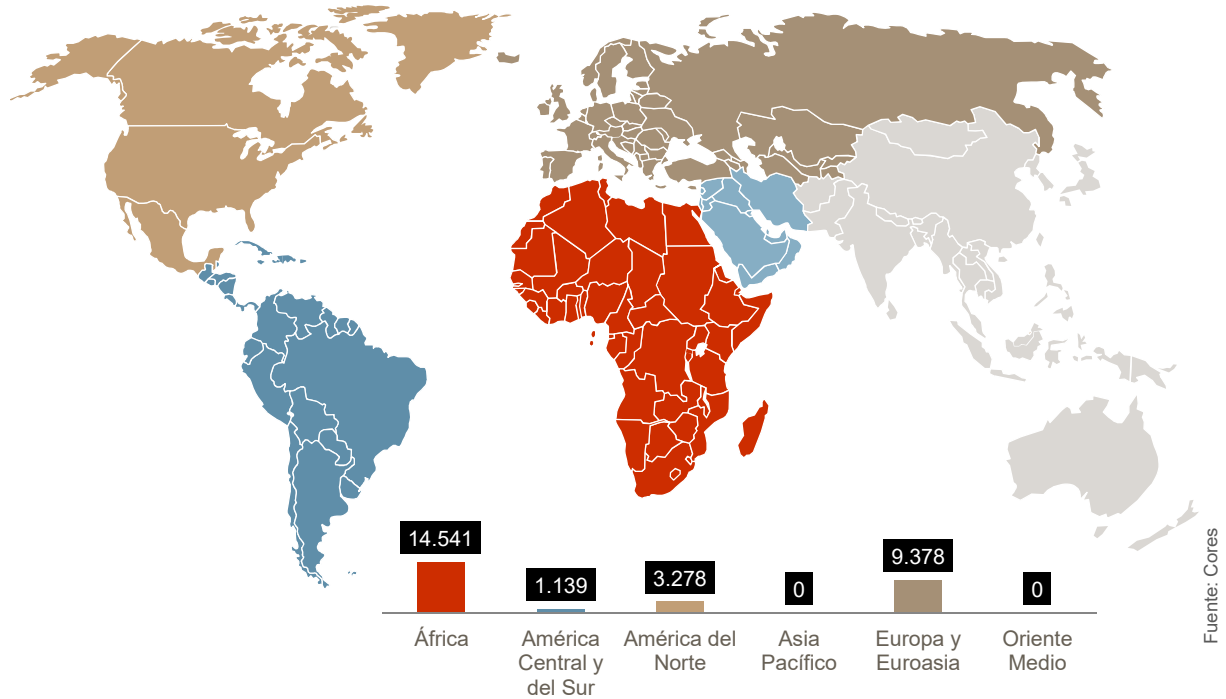 14.541
1.139
3.278
0
9.378
0
África
América
Central y
del Sur
América del
Norte
Asia
Pacífico
Europa y
Euroasia
Oriente
Medio
Fuente: Cores